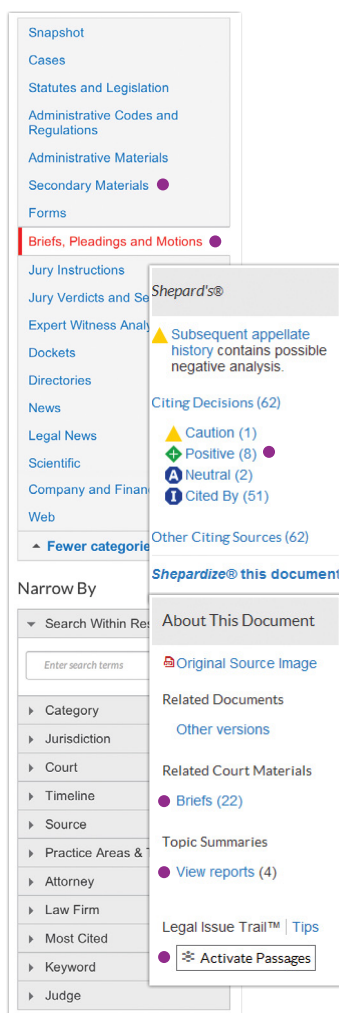 Snapshot
Cases
Statutes and Legislation
Administrative Codes and
Regulations
Administrative Materials
Secondary Materials
Forms
Briefs, Pleadings and Motions
Jury Instructions
Jury Verdicts and Se
Expert Witness Analy
Dockets
Directories
News
Legal News
Scientific
Company and Finan
Web
Fewer categorie
Narrow By
Search Within Res
Enter search terms
Category
Jurisdiction
Court
Timeline
Source
Practice Areas & T
Attorney
Law Firm
Most Cited
Keyword
Judge
Shepard's®
Subsequent appellate
history contains possible
negative analysis.
Citing Decisions (62)
Caution (1)
Positive (8)
A Neutral (2)
I Cited By (51)
Other Citing Sources (62)
Shepardize® this document
About This Document
Original Source Image
Related Documents
Other versions
Related Court Materials
Briefs (22)
Topic Summaries
View reports (4)
Legal Issue Trail™ | Tips
Activate Passages